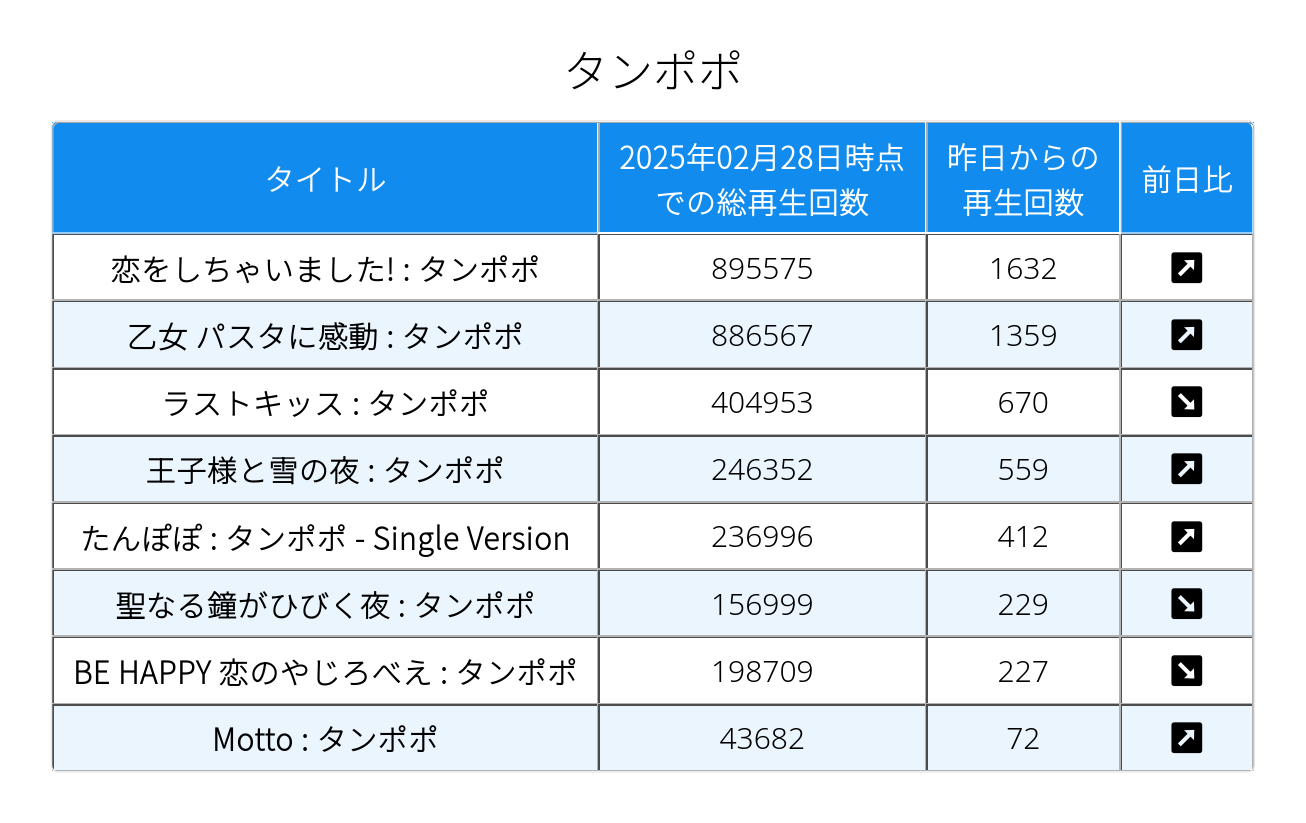 タンポポ
タイトル
2025年02月28日時点
での総再生回数
昨日からの
再生回数
前日比
恋をしちゃいました! : タンポポ 895575 1632
乙女 パスタに感動 : タンポポ 886567 1359
ラストキッス : タンポポ 404953 670
王子様と雪の夜 : タンポポ 246352 559
たんぽぽ : タンポポ - Single Version 236996 412
聖なる鐘がひびく夜 : タンポポ 156999 229
BE HAPPY 恋のやじろべえ : タンポポ 198709 227
Motto : タンポポ 43682 72